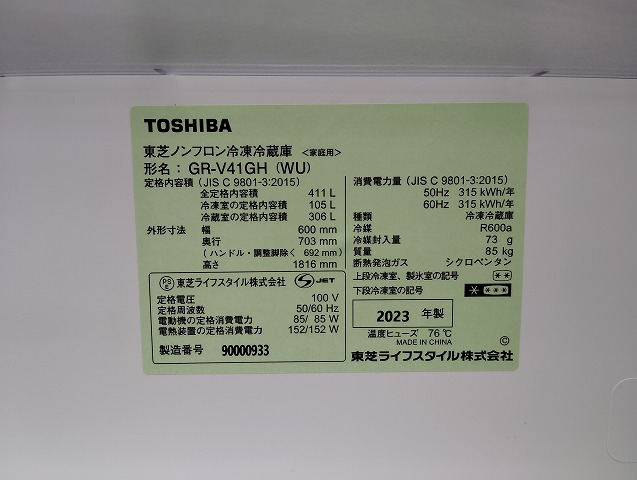 TOSHIBA
東芝ノンフロン冷凍冷蔵庫 <家庭用>
形名： GR-V41GH (WU)
定格内容積 (JIS C 9801-3:2015)
全定格内容積 411 L
冷凍室の定格内容積 105 L
冷蔵室の定格内容積 306 L
外形寸法 幅 600 mm
奥行 703 mm
(ハンドル・調整脚除く 692 mm)
高さ 1816 mm
PSE 東芝ライフスタイル株式会社 S JET
定格電圧 100 V
定格周波数 50/60 Hz
電動機の定格消費電力 85/ 85 W
電熱装置の定格消費電力 152/152 W
製造番号 90000933
消費電力量 (JIS C 9801-3:2015)
50Hz 315 kWh/年
60Hz 315 kWh/年
種類 冷凍冷蔵庫
冷媒 R600a
冷媒封入量 73 g
質量 85 kg
断熱発泡ガス シクロペンタン
上段冷凍室、製氷室の記号 **
下段冷凍室の記号 ****
2023 年製
温度ヒューズ 76℃
MADE IN CHINA ©
東芝ライフスタイル株式会社